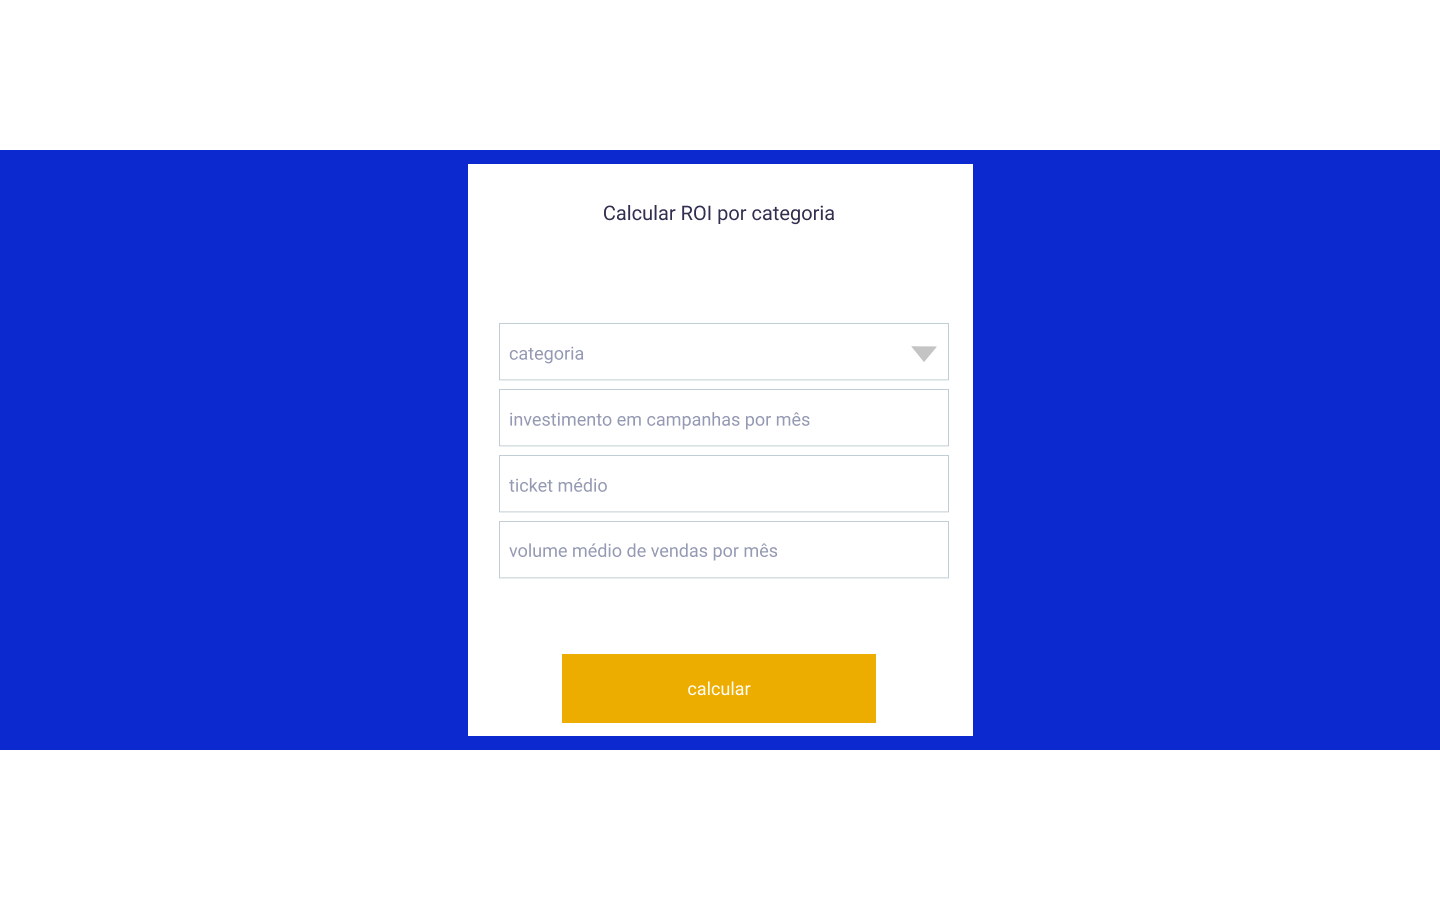 Calcular ROI por categoria
categoria
investimento em campanhas por mês
ticket médio
volume médio de vendas por mês
calcular